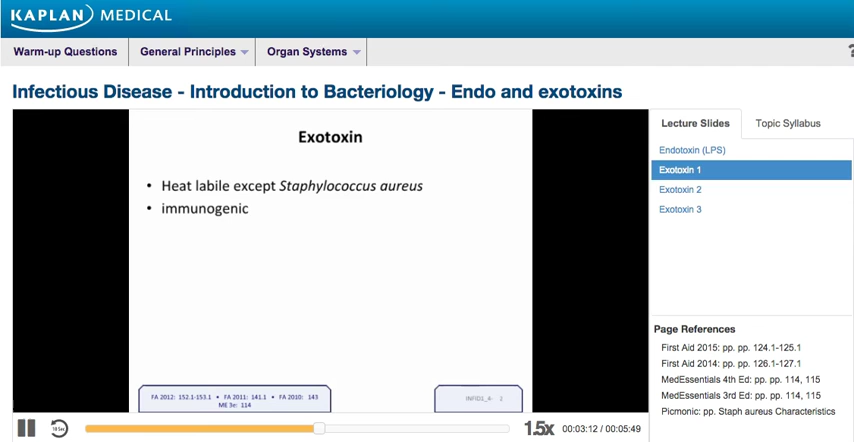 KAPLAN MEDICAL
Warm-up Questions General Principles Organ Systems ?
Infectious Disease - Introduction to Bacteriology - Endo and exotoxins
Exotoxin
• Heat labile except Staphylococcus aureus
• immunogenic
FA 2012: 152.1-153.1 • FA 2011: 141.1 • FA 2010: 143
ME 3e: 114
2
Lecture Slides Topic Syllabus
Endotoxin (LPS)
Exotoxin 1
Exotoxin 2
Exotoxin 3
Page References
First Aid 2015: pp. pp. 124.1-125.1
First Aid 2014: pp. pp. 126.1-127.1
MedEssentials 4th Ed: pp. pp. 114, 115
MedEssentials 3rd Ed: pp. pp. 114, 115
Picmonic: pp. Staph aureus Characteristics
1.5x 00:03:12 / 00:05:49